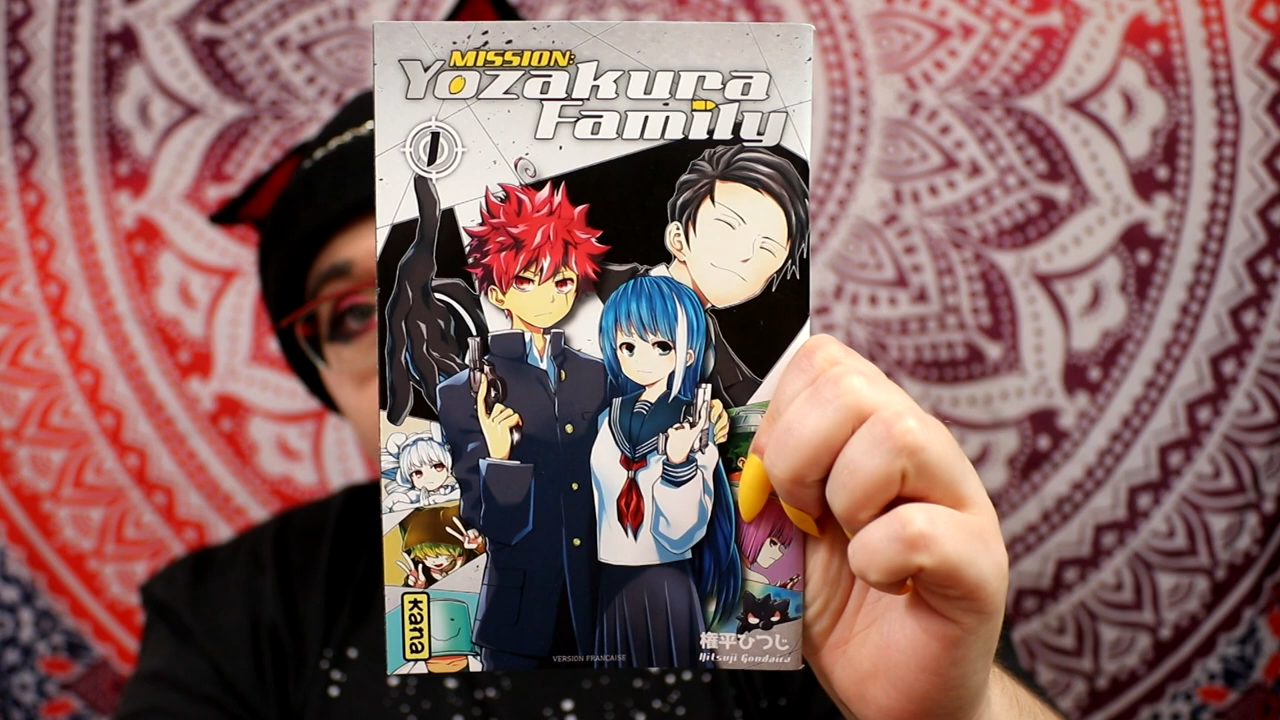 MISSION:
Yozakura
Family
1
Kana
VERSION FRANÇAISE
権平ひつじ
Hitsuji Gondaira